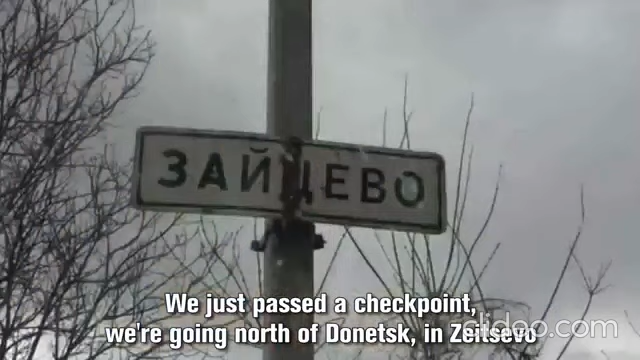 ЗАЙЦЕВО
We just passed a checkpoint,
we're going north of Donetsk, in Zeitsevo
clideo.com